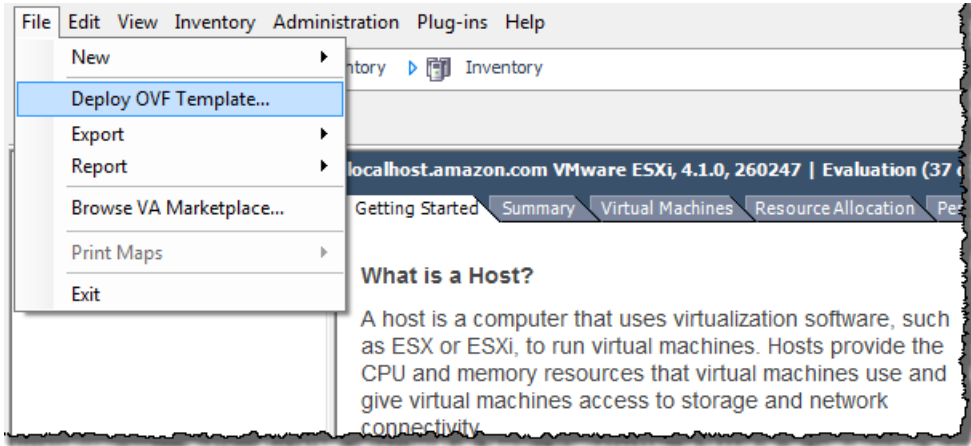 File Edit View Inventory Administration Plug-ins Help
New
ntory Inventory
Deploy OVF Template...
Export
Report
localhost.amazon.com VMware ESXi, 4.1.0, 260247 | Evaluation (37
Browse VA Marketplace...
Getting Started Summary Virtual Machines Resource Allocation
Print Maps
What is a Host?
Exit
A host is a computer that uses virtualization software, such
as ESX or ESXi, to run virtual machines. Hosts provide the
CPU and memory resources that virtual machines use and
give virtual machines access to storage and network
connectivity.